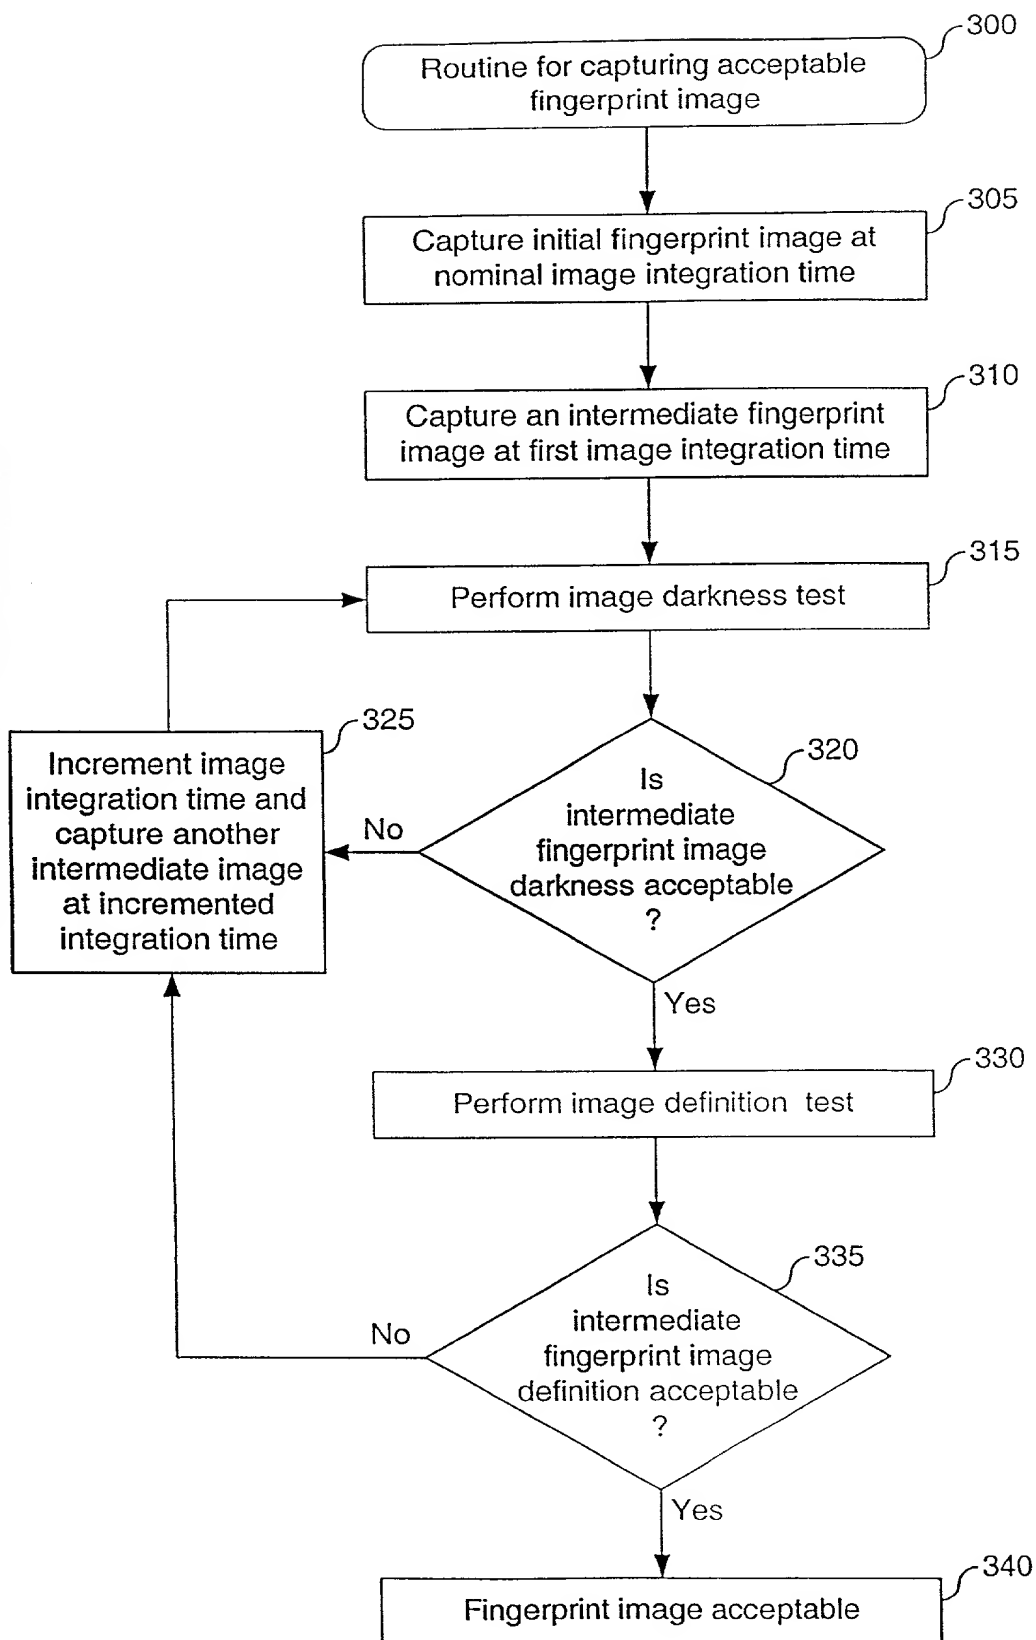 300
Routine for capturing acceptable
fingerprint image
305
Capture initial fingerprint image at
nominal image integration time
310
Capture an intermediate fingerprint
image at first image integration time
315
Perform image darkness test
325
Increment image
integration time and
capture another
intermediate image
at incremented
integration time
320
Is
intermediate
fingerprint image
darkness acceptable
?
No
Yes
330
Perform image definition test
335
Is
intermediate
fingerprint image
definition acceptable
?
No
Yes
340
Fingerprint image acceptable